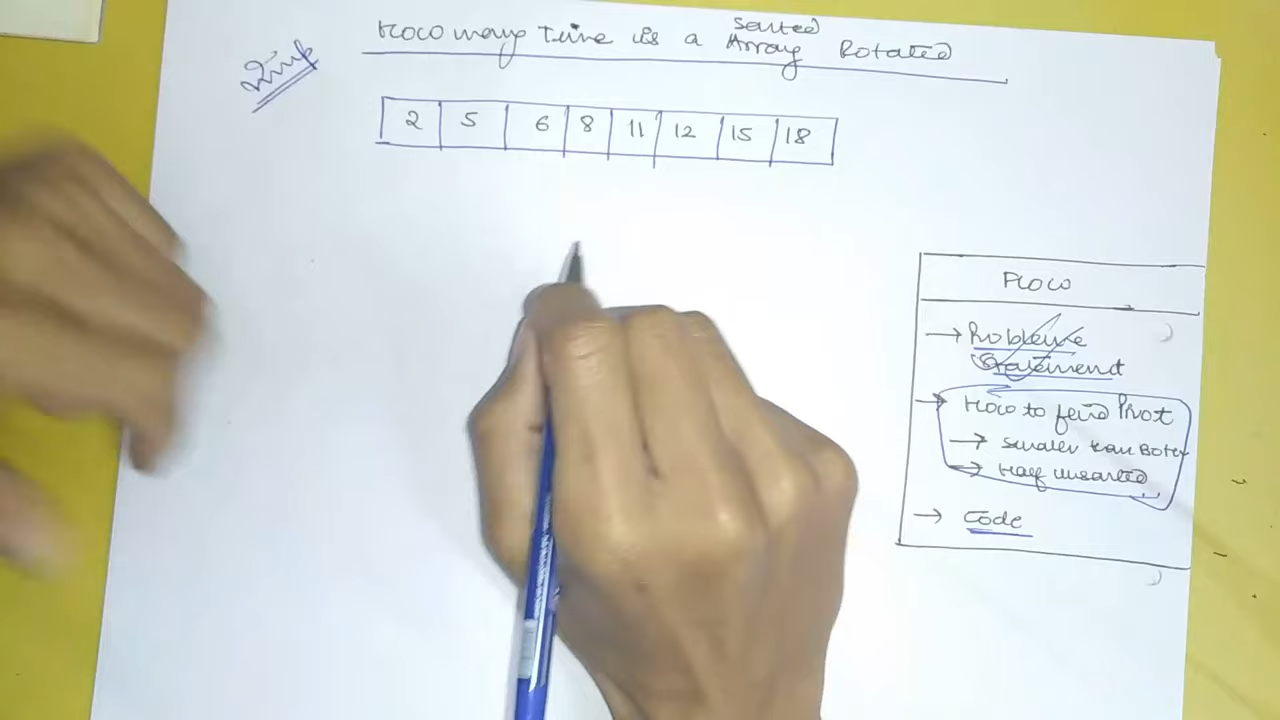 How many Time is a Sorted Array Rotated
Imp
2 5 6 8 11 12 15 18
Flow
→ Problem
Statement
→ How to find Pivot
→ smaller than Both
→ Half unsorted
→ Code